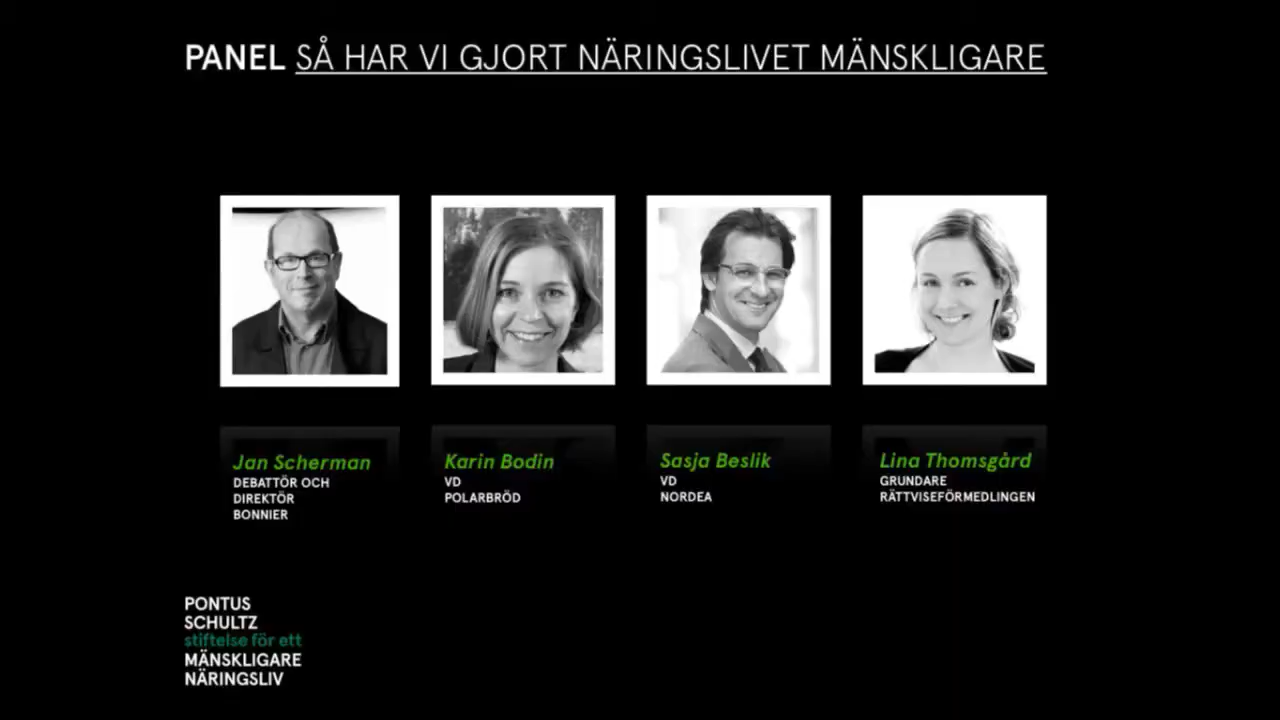 PANEL SÅ HAR VI GJORT NÄRINGSLIVET MÄNSKLIGARE
Jan Scherman
DEBATTÖR OCH
DIREKTÖR
BONNIER
Karin Bodin
VD
POLARBRÖD
Sasja Beslik
VD
NORDEA
Lina Thomsgård
GRUNDARE
RÄTTVISEFÖRMEDLINGEN
PONTUS
SCHULTZ
stiftelse för ett
MÄNSKLIGARE
NÄRINGSLIV